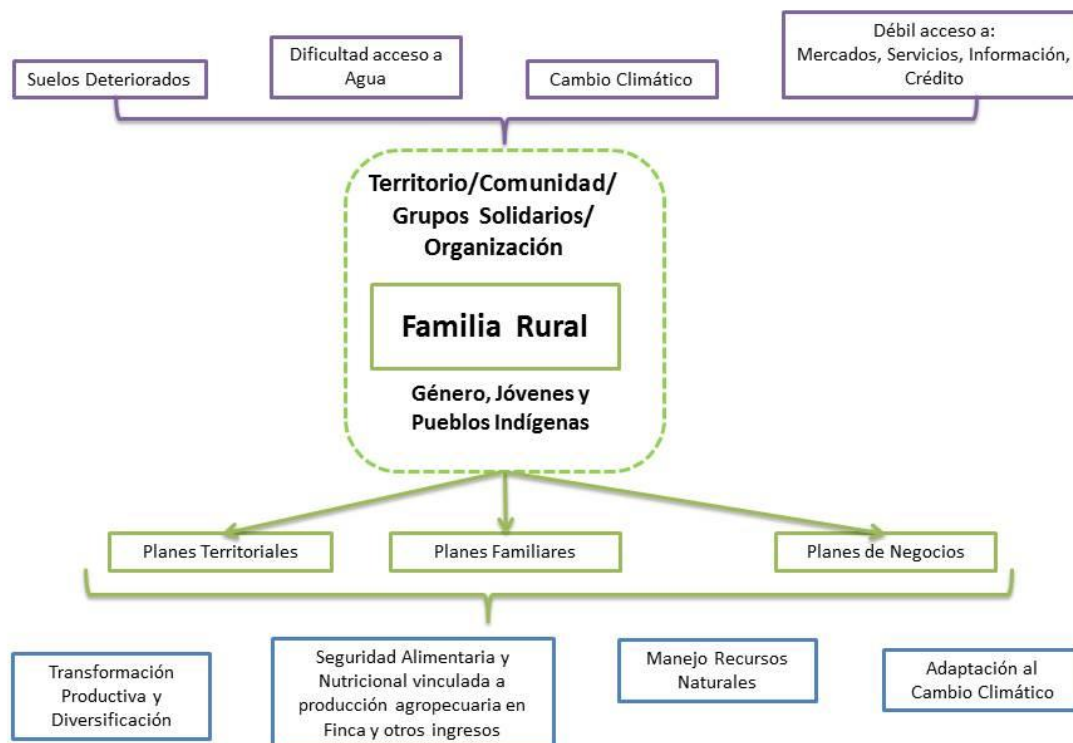 Suelos Deteriorados
Dificultad acceso a
Agua
Cambio Climático
Débil acceso a:
Mercados, Servicios, Información,
Crédito
Territorio/Comunidad/
Grupos Solidarios/
Organización
Familia Rural
Género, Jóvenes y
Pueblos Indígenas
Planes Territoriales
Planes Familiares
Planes de Negocios
Transformación
Productiva y
Diversificación
Seguridad Alimentaria y
Nutricional vinculada a
producción agropecuaria en
Finca y otros ingresos
Manejo Recursos
Naturales
Adaptación al
Cambio Climático